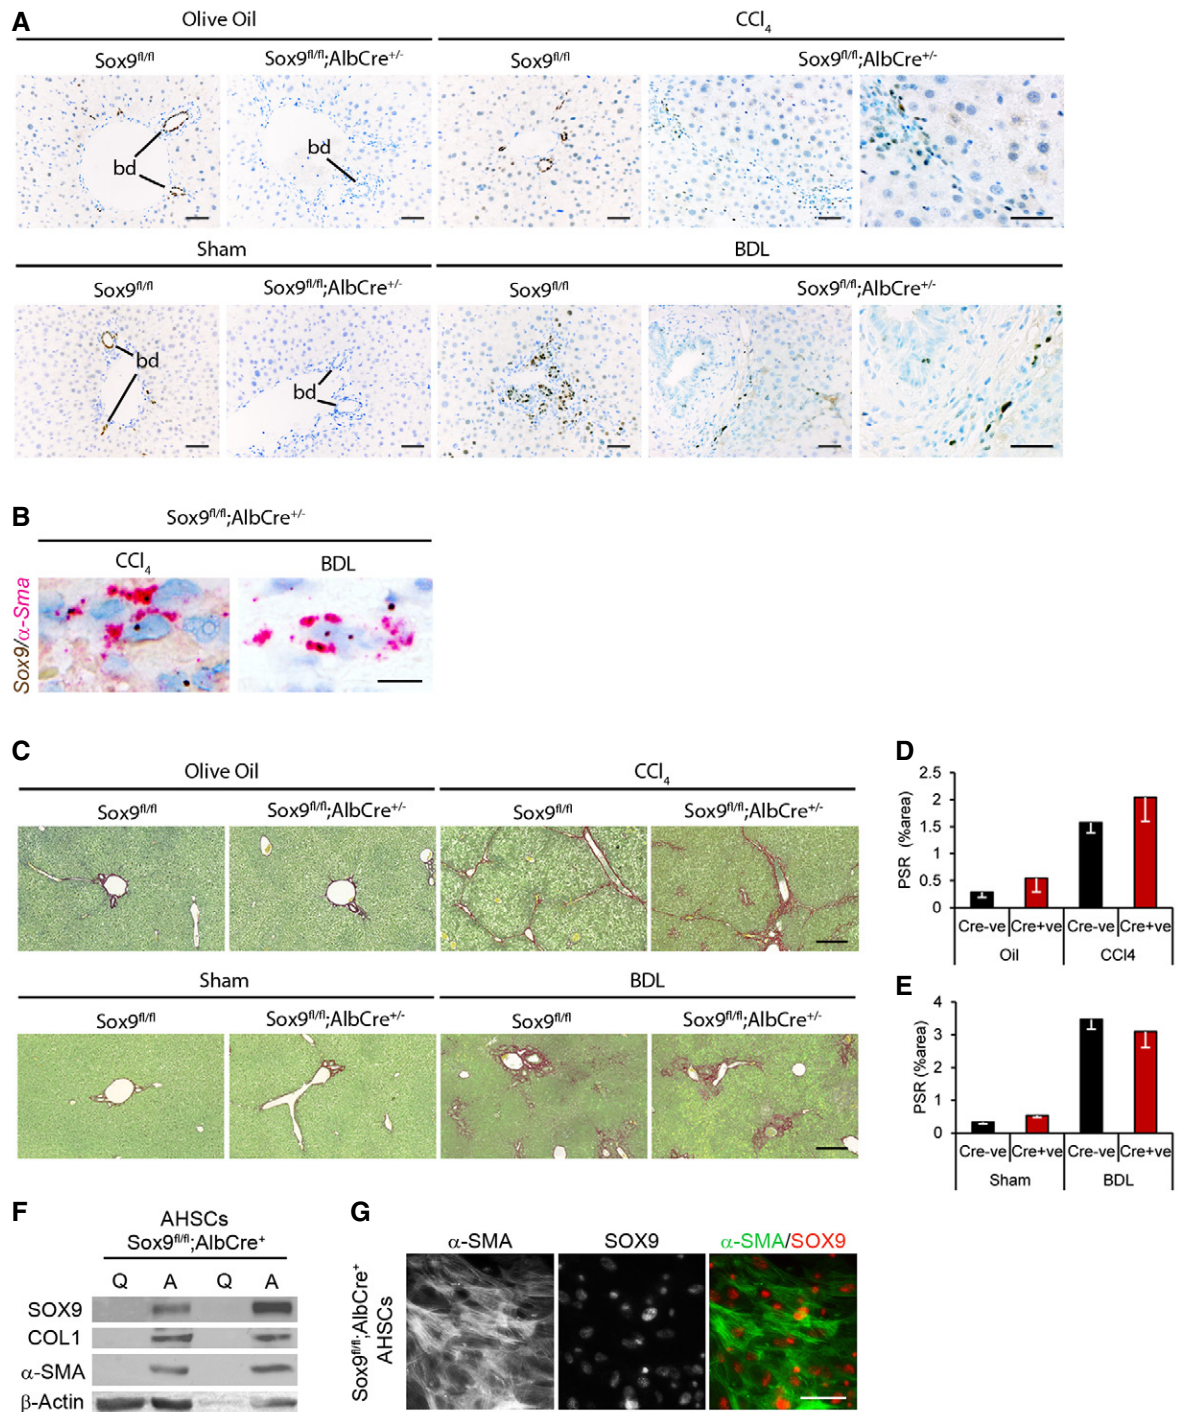 A
Olive Oil
CCl4
Sox9fl/fl
Sox9fl/fl;AlbCre+/-
Sox9fl/fl
Sox9fl/fl;AlbCre+/-
bd
bd
Sham
BDL
Sox9fl/fl
Sox9fl/fl;AlbCre+/-
Sox9fl/fl
Sox9fl/fl;AlbCre+/-
bd
bd
B
Sox9fl/fl;AlbCre+/-
CCl4
BDL
Sox9/α-Sma
C
Olive Oil
CCl4
Sox9fl/fl
Sox9fl/fl;AlbCre+/-
Sox9fl/fl
Sox9fl/fl;AlbCre+/-
Sham
BDL
Sox9fl/fl
Sox9fl/fl;AlbCre+/-
Sox9fl/fl
Sox9fl/fl;AlbCre+/-
D
PSR (%area)
2.5
2
1.5
1
0.5
0
Cre-ve Cre+ve Cre-ve Cre+ve
Oil CCl4
E
PSR (%area)
4
3
2
1
0
Cre-ve Cre+ve Cre-ve Cre+ve
Sham BDL
F
AHSCs
Sox9fl/fl;AlbCre+
Q A Q A
SOX9
COL1
α-SMA
β-Actin
G
α-SMA
SOX9
α-SMA/SOX9
Sox9fl/fl;AlbCre+
AHSCs